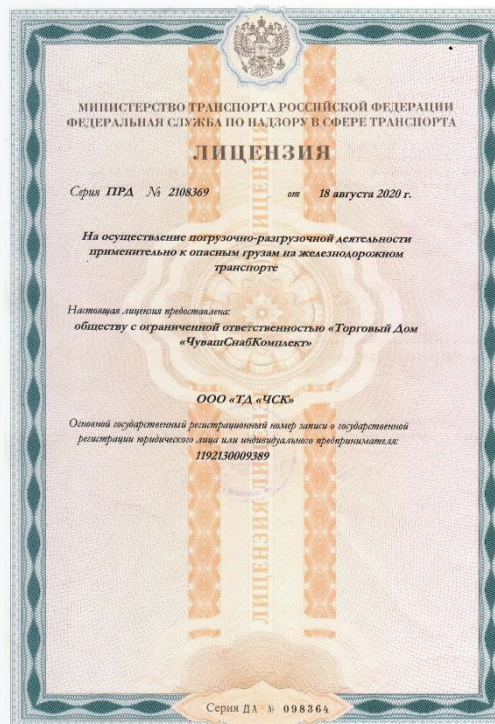 МИНИСТЕРСТВО ТРАНСПОРТА РОССИЙСКОЙ ФЕДЕРАЦИИ
ФЕДЕРАЛЬНАЯ СЛУЖБА ПО НАДЗОРУ В СФЕРЕ ТРАНСПОРТА
ЛИЦЕНЗИЯ
Серия ПРД № 2108369 от 18 августа 2020 г.
На осуществление погрузочно-разгрузочной деятельности
применительно к опасным грузам на железнодорожном
транспорте
Настоящая лицензия предоставлена:
обществу с ограниченной ответственностью «Торговый Дом
«ЧувашСнабКомплект»
ООО «ТД «ЧСК»
Основной государственный регистрационный номер записи о государственной
регистрации юридического лица или индивидуального предпринимателя:
1192130009389
ЛИЦЕНЗИЯ ЛИЦЕНЗИЯ
Серия ДА № 098364